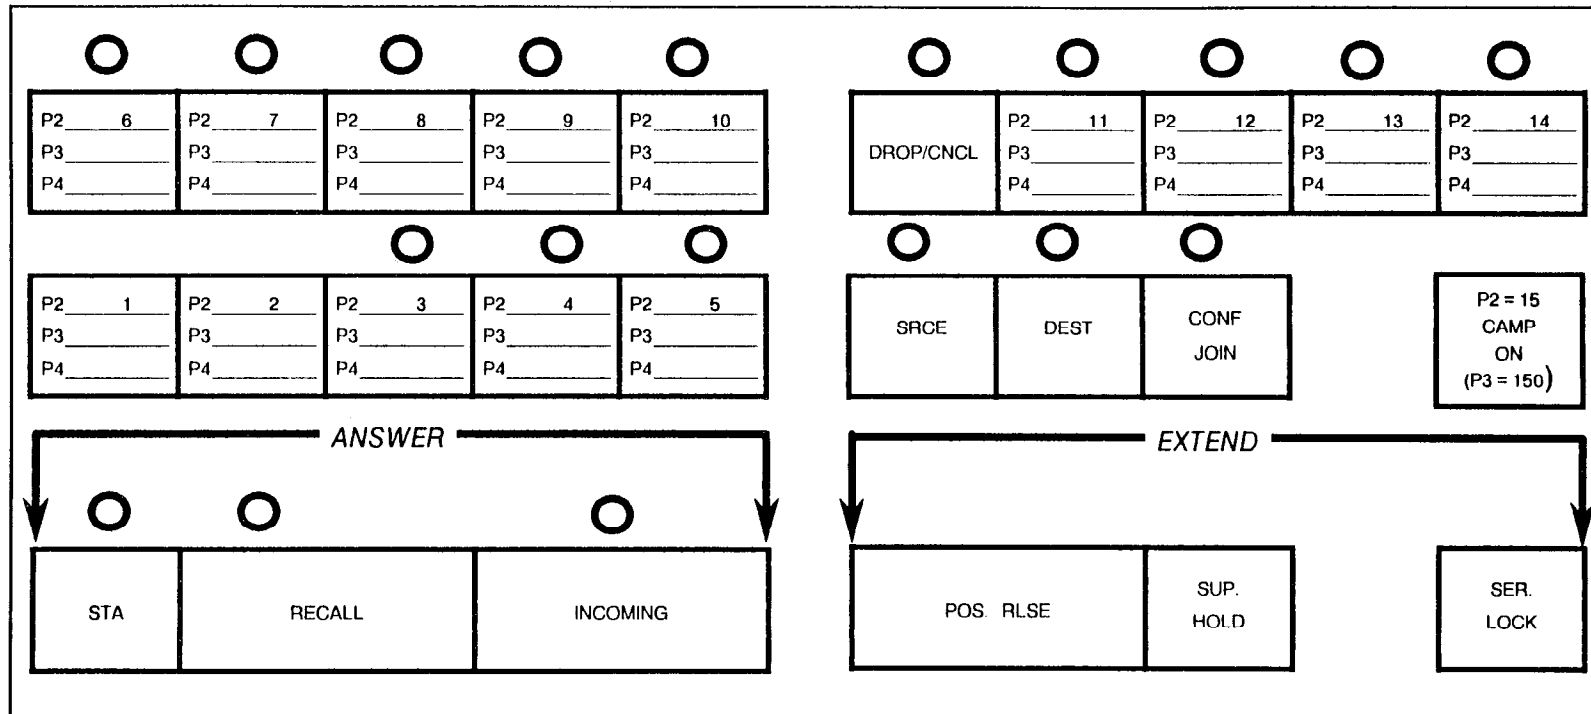 P2 6 P2 7 P2 8 P2 9 P2 10
P3 P3 P3 P3 P3
P4 P4 P4 P4 P4
DROP/CNCL
P2 11 P2 12 P2 13 P2 14
P3 P3 P3 P3
P4 P4 P4 P4
P2 1 P2 2 P2 3 P2 4 P2 5
P3 P3 P3 P3 P3
P4 P4 P4 P4 P4
SRCE
DEST
CONF
JOIN
P2 = 15
CAMP
ON
(P3 = 150)
ANSWER
EXTEND
STA
RECALL
INCOMING
POS. RLSE
SUP.
HOLD
SER.
LOCK